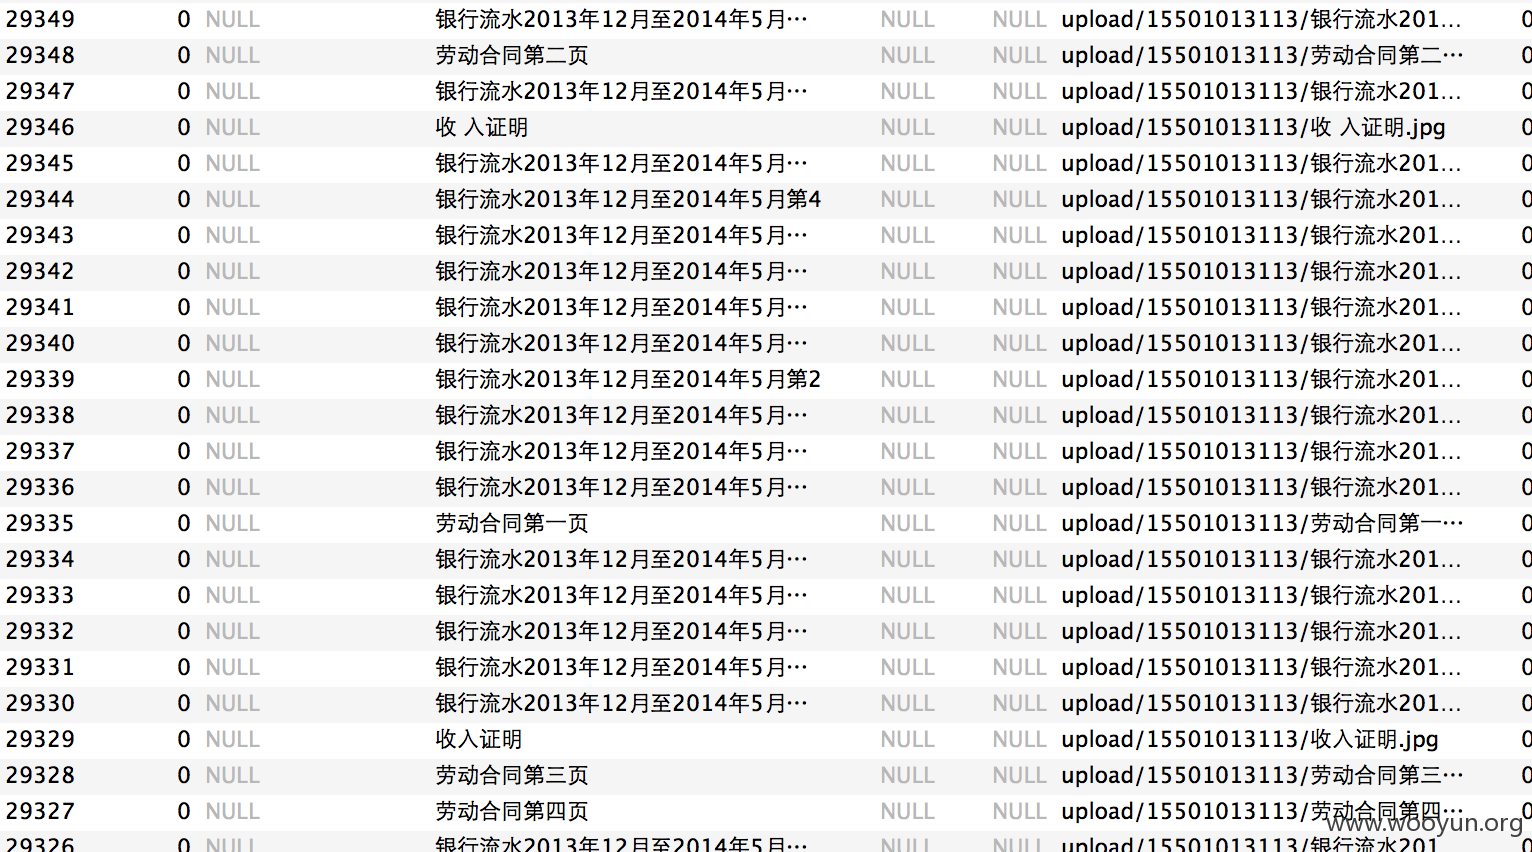 29349 0 NULL 银行流水2013年12月至2014年5月… NULL NULL upload/15501013113/银行流水201... 0
29348 0 NULL 劳动合同第二页 NULL NULL upload/15501013113/劳动合同第二… 0
29347 0 NULL 银行流水2013年12月至2014年5月… NULL NULL upload/15501013113/银行流水201... 0
29346 0 NULL 收 入证明 NULL NULL upload/15501013113/收 入证明.jpg 0
29345 0 NULL 银行流水2013年12月至2014年5月… NULL NULL upload/15501013113/银行流水201... 0
29344 0 NULL 银行流水2013年12月至2014年5月第4 NULL NULL upload/15501013113/银行流水201... 0
29343 0 NULL 银行流水2013年12月至2014年5月… NULL NULL upload/15501013113/银行流水201... 0
29342 0 NULL 银行流水2013年12月至2014年5月… NULL NULL upload/15501013113/银行流水201... 0
29341 0 NULL 银行流水2013年12月至2014年5月… NULL NULL upload/15501013113/银行流水201... 0
29340 0 NULL 银行流水2013年12月至2014年5月… NULL NULL upload/15501013113/银行流水201... 0
29339 0 NULL 银行流水2013年12月至2014年5月第2 NULL NULL upload/15501013113/银行流水201... 0
29338 0 NULL 银行流水2013年12月至2014年5月… NULL NULL upload/15501013113/银行流水201... 0
29337 0 NULL 银行流水2013年12月至2014年5月… NULL NULL upload/15501013113/银行流水201... 0
29336 0 NULL 银行流水2013年12月至2014年5月… NULL NULL upload/15501013113/银行流水201... 0
29335 0 NULL 劳动合同第一页 NULL NULL upload/15501013113/劳动合同第一… 0
29334 0 NULL 银行流水2013年12月至2014年5月… NULL NULL upload/15501013113/银行流水201... 0
29333 0 NULL 银行流水2013年12月至2014年5月… NULL NULL upload/15501013113/银行流水201... 0
29332 0 NULL 银行流水2013年12月至2014年5月… NULL NULL upload/15501013113/银行流水201... 0
29331 0 NULL 银行流水2013年12月至2014年5月… NULL NULL upload/15501013113/银行流水201... 0
29330 0 NULL 银行流水2013年12月至2014年5月… NULL NULL upload/15501013113/银行流水201... 0
29329 0 NULL 收入证明 NULL NULL upload/15501013113/收入证明.jpg 0
29328 0 NULL 劳动合同第三页 NULL NULL upload/15501013113/劳动合同第三… 0
29327 0 NULL 劳动合同第四页 NULL NULL upload/15501013113/劳动合同第四… 0
www.wooyun.org
29326 0 NULL 银行流水2013年12月至2014年5月… NULL NULL upload/15501013113/银行流水201... 0